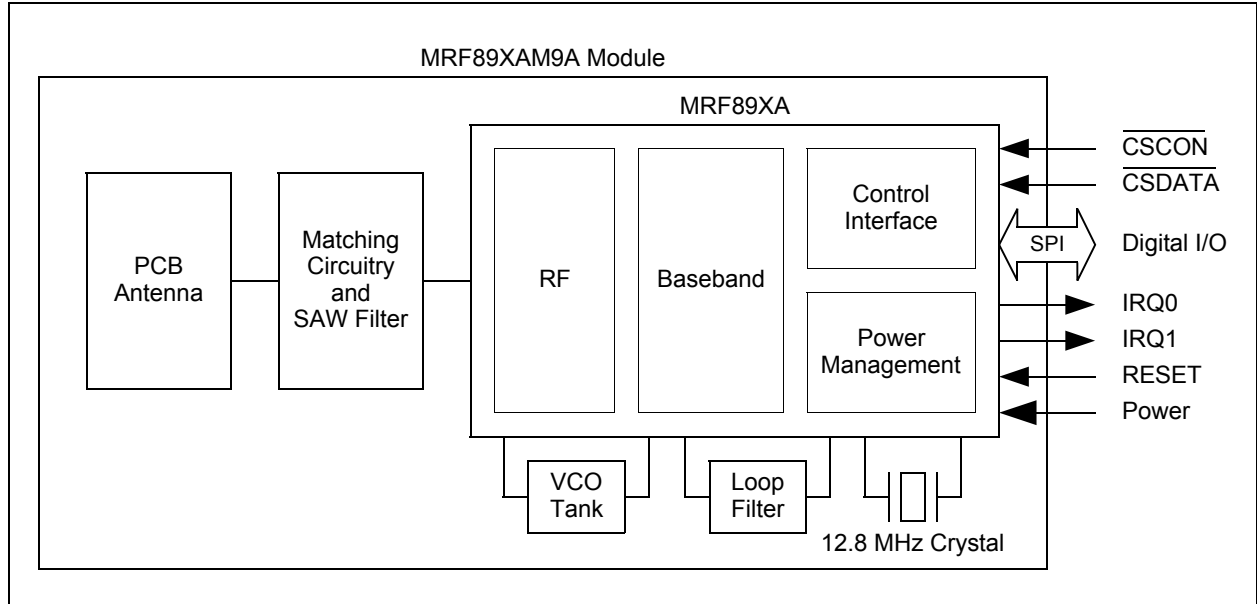 MRF89XAM9A Module
MRF89XA
PCB
Antenna
Matching
Circuitry
and
SAW Filter
RF
Baseband
Control
Interface
Power
Management
CSCON
CSDATA
SPI
Digital I/O
IRQ0
IRQ1
RESET
Power
VCO
Tank
Loop
Filter
12.8 MHz Crystal